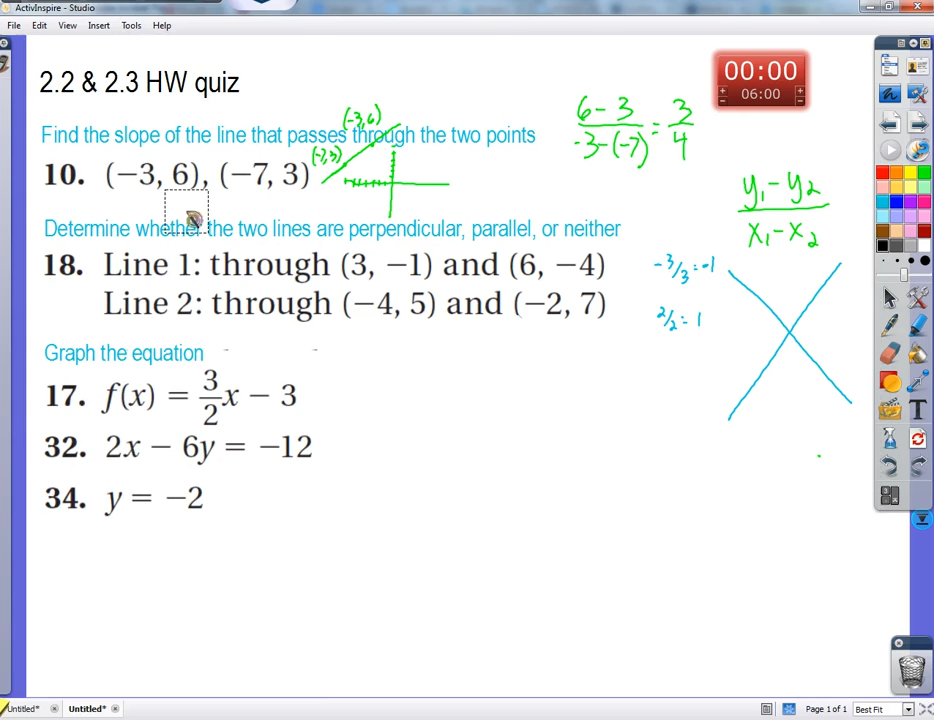 ActivInspire - Studio
File Edit View Insert Tools Help
2.2 & 2.3 HW quiz
00:00
06:00
Find the slope of the line that passes through the two points
10. (−3, 6), (−7, 3)
(-3,6)
(-7,3)
6-3
-3-(-7)
=
3
4
y1-y2
x1-x2
Determine whether the two lines are perpendicular, parallel, or neither
18. Line 1: through (3, −1) and (6, −4)
Line 2: through (−4, 5) and (−2, 7)
-3/3=-1
2/2=1
Graph the equation
17. f(x) = 3/2x − 3
32. 2x − 6y = −12
34. y = −2
Untitled* Untitled* Page 1 of 1 Best Fit